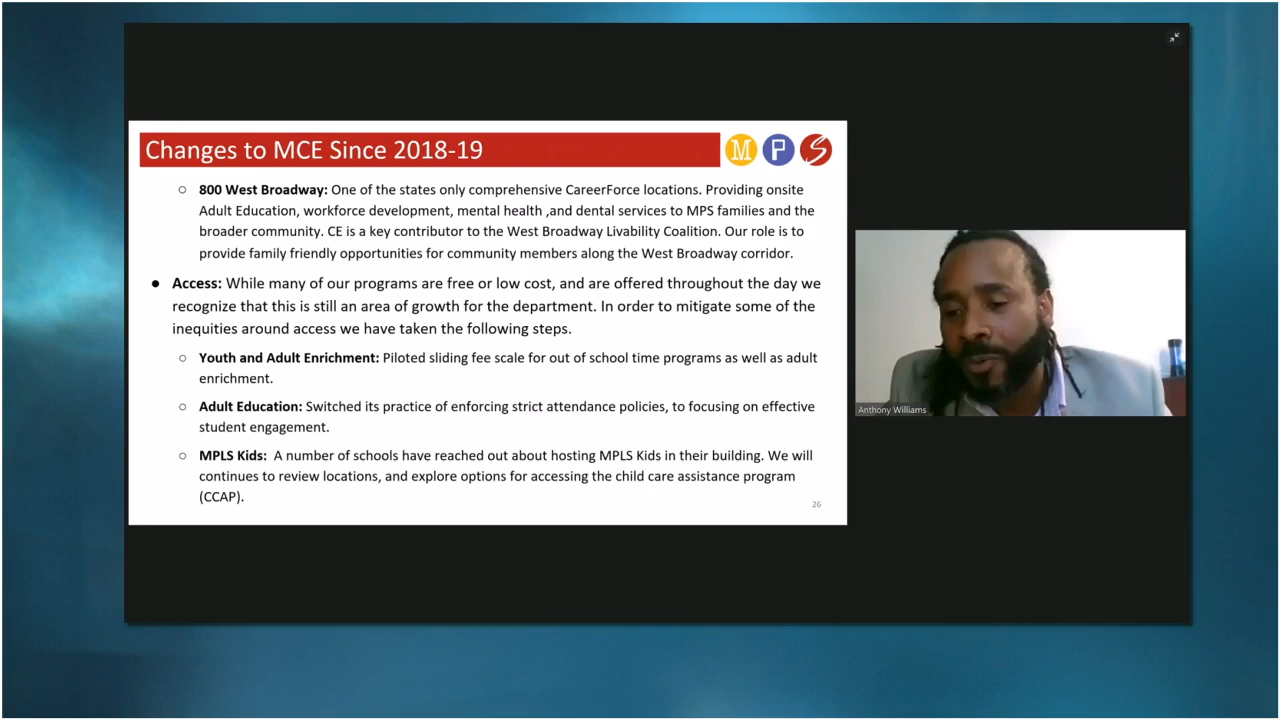 Changes to MCE Since 2018-19
M P S
○ 800 West Broadway: One of the states only comprehensive CareerForce locations. Providing onsite
Adult Education, workforce development, mental health ,and dental services to MPS families and the
broader community. CE is a key contributor to the West Broadway Livability Coalition. Our role is to
provide family friendly opportunities for community members along the West Broadway corridor.
● Access: While many of our programs are free or low cost, and are offered throughout the day we
recognize that this is still an area of growth for the department. In order to mitigate some of the
inequities around access we have taken the following steps.
○ Youth and Adult Enrichment: Piloted sliding fee scale for out of school time programs as well as adult
enrichment.
○ Adult Education: Switched its practice of enforcing strict attendance policies, to focusing on effective
student engagement.
○ MPLS Kids: A number of schools have reached out about hosting MPLS Kids in their building. We will
continues to review locations, and explore options for accessing the child care assistance program
(CCAP).
26
Anthony Williams